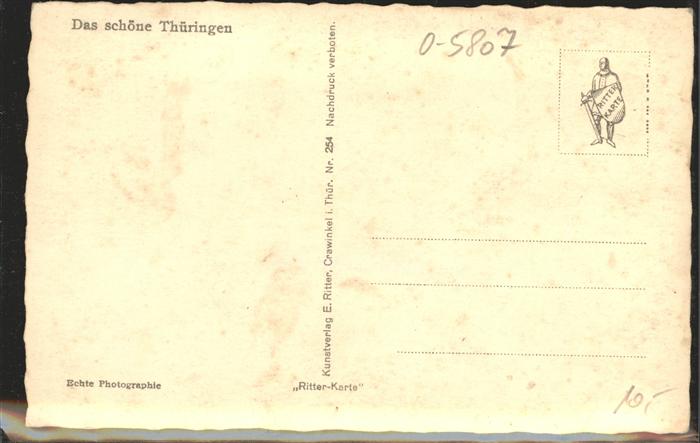 Das schöne Thüringen
O-5807
RITTER
KARTE
Kunstverlag E. Ritter, Crawinkel i. Thür. Nr. 254 Nachdruck verboten.
Echte Photographie
„Ritter-Karte"
10,-